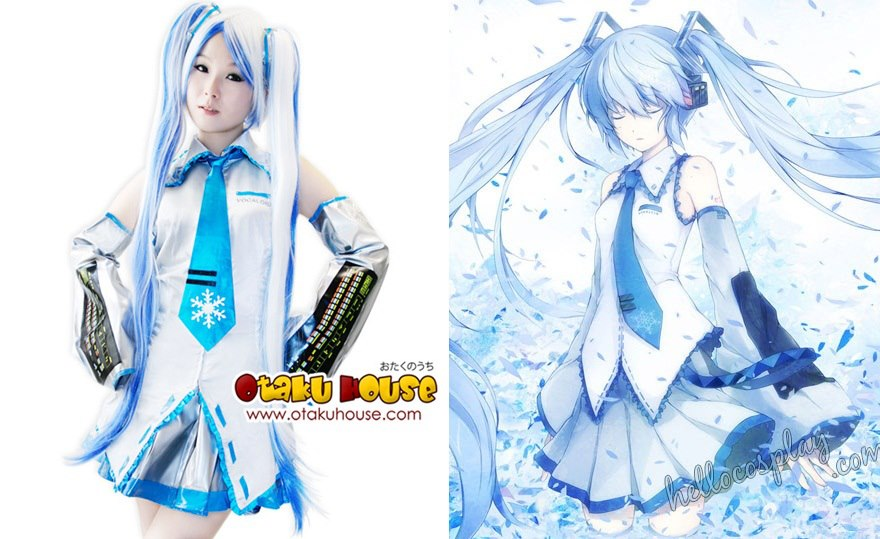 VOCALOID
おたくのうち
Otaku House
www.otakuhouse.com
hellocosplay.com